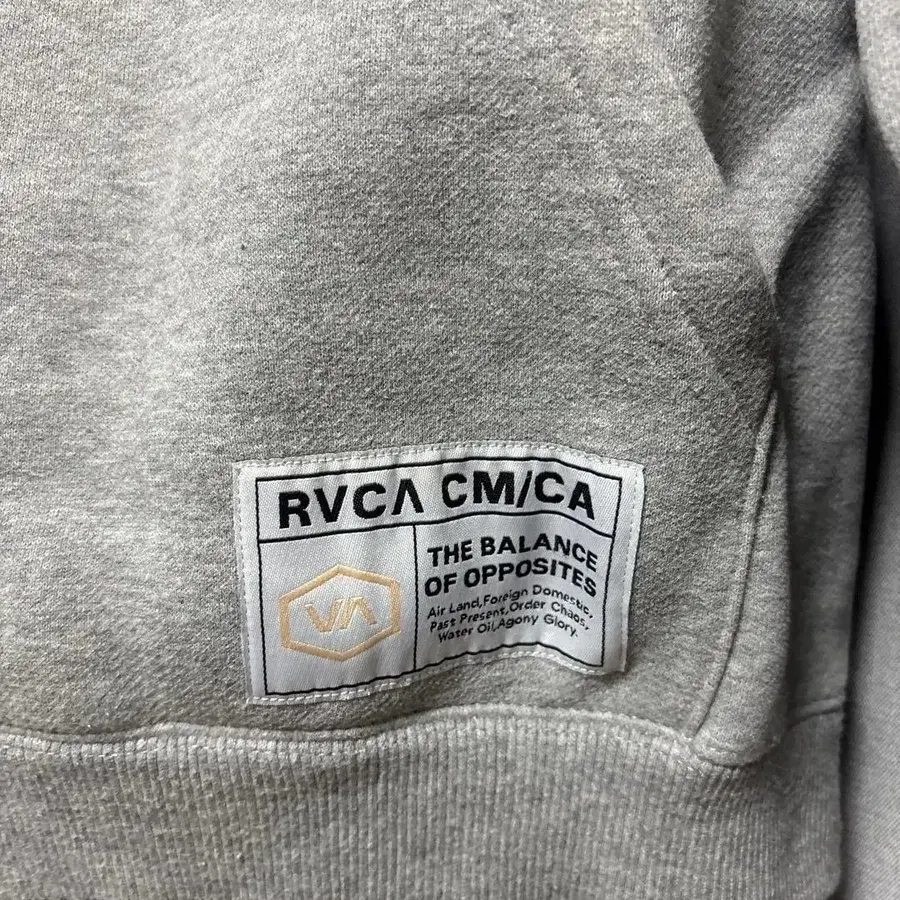 RVCΛ CM/CA
VA
THE BALANCE
OF OPPOSITES
Air Land,Foreign Domestic,
Past Present,Order Chaos,
Water Oil,Agony Glory.